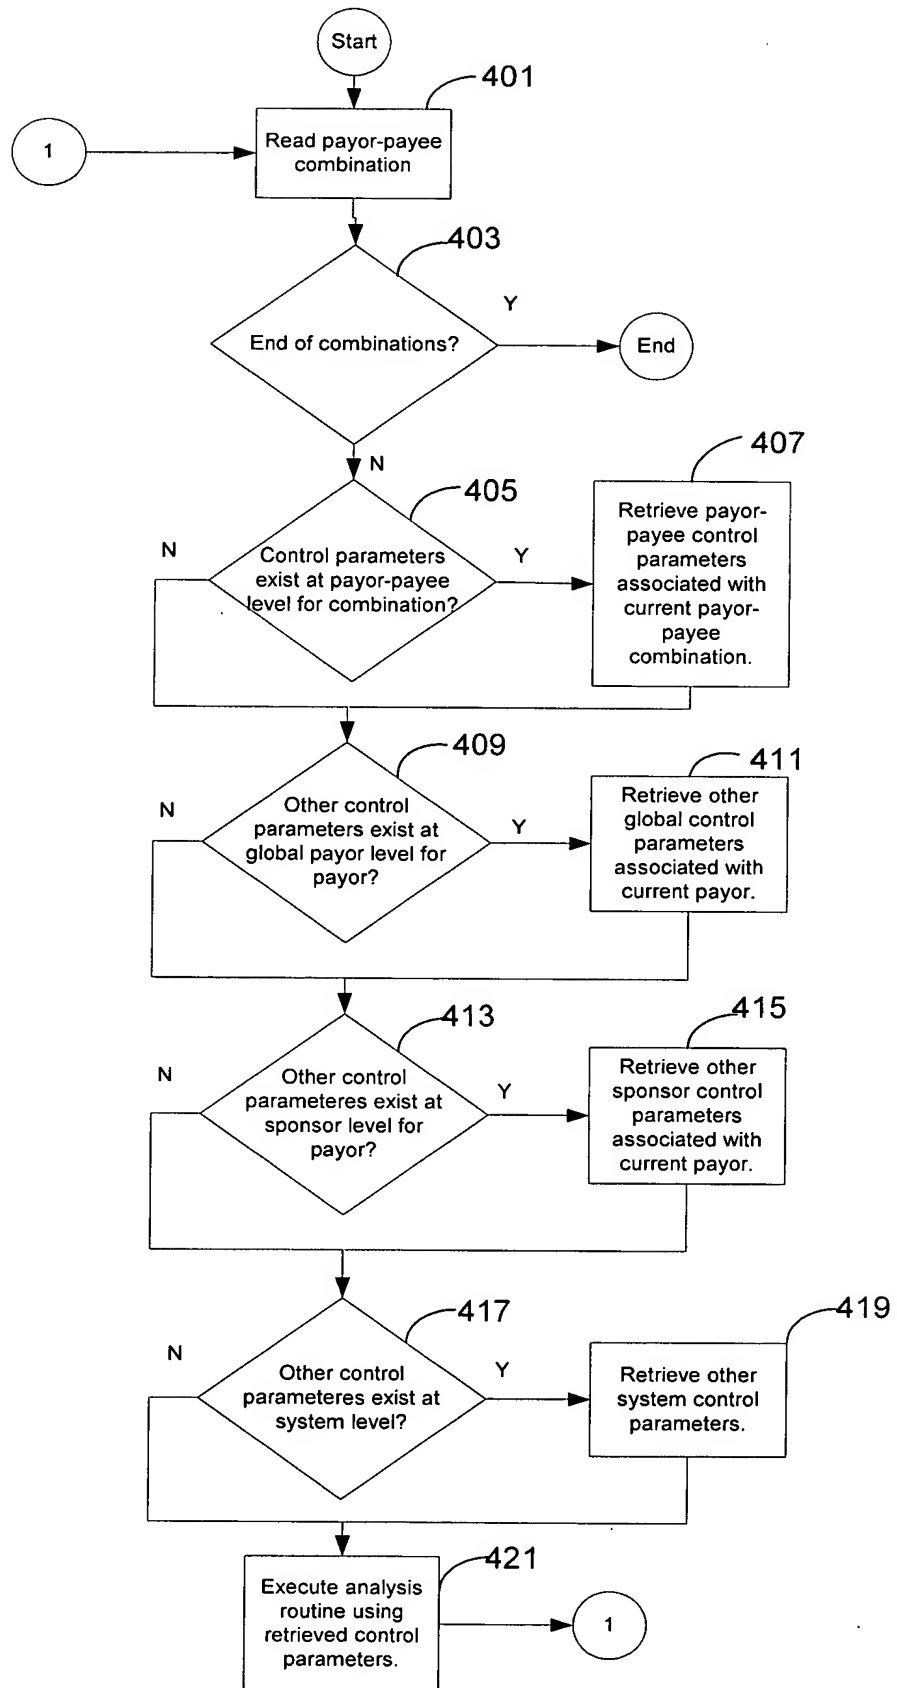 Start
401
1
Read payor-payee
combination
403
Y
End of combinations?
End
N
407
405
Retrieve payor-
payee control
parameters
associated with
current payor-
payee
combination.
N
Control parameters
exist at payor-payee
level for combination?
Y
409
411
N
Other control
parameters exist at
global payor level for
payor?
Y
Retrieve other
global control
parameters
associated with
current payor.
413
415
N
Other control
parameteres exist at
sponsor level for
payor?
Y
Retrieve other
sponsor control
parameters
associated with
current payor.
417
419
N
Other control
parameteres exist at
system level?
Y
Retrieve other
system control
parameters.
421
Execute analysis
routine using
retrieved control
parameters.
1